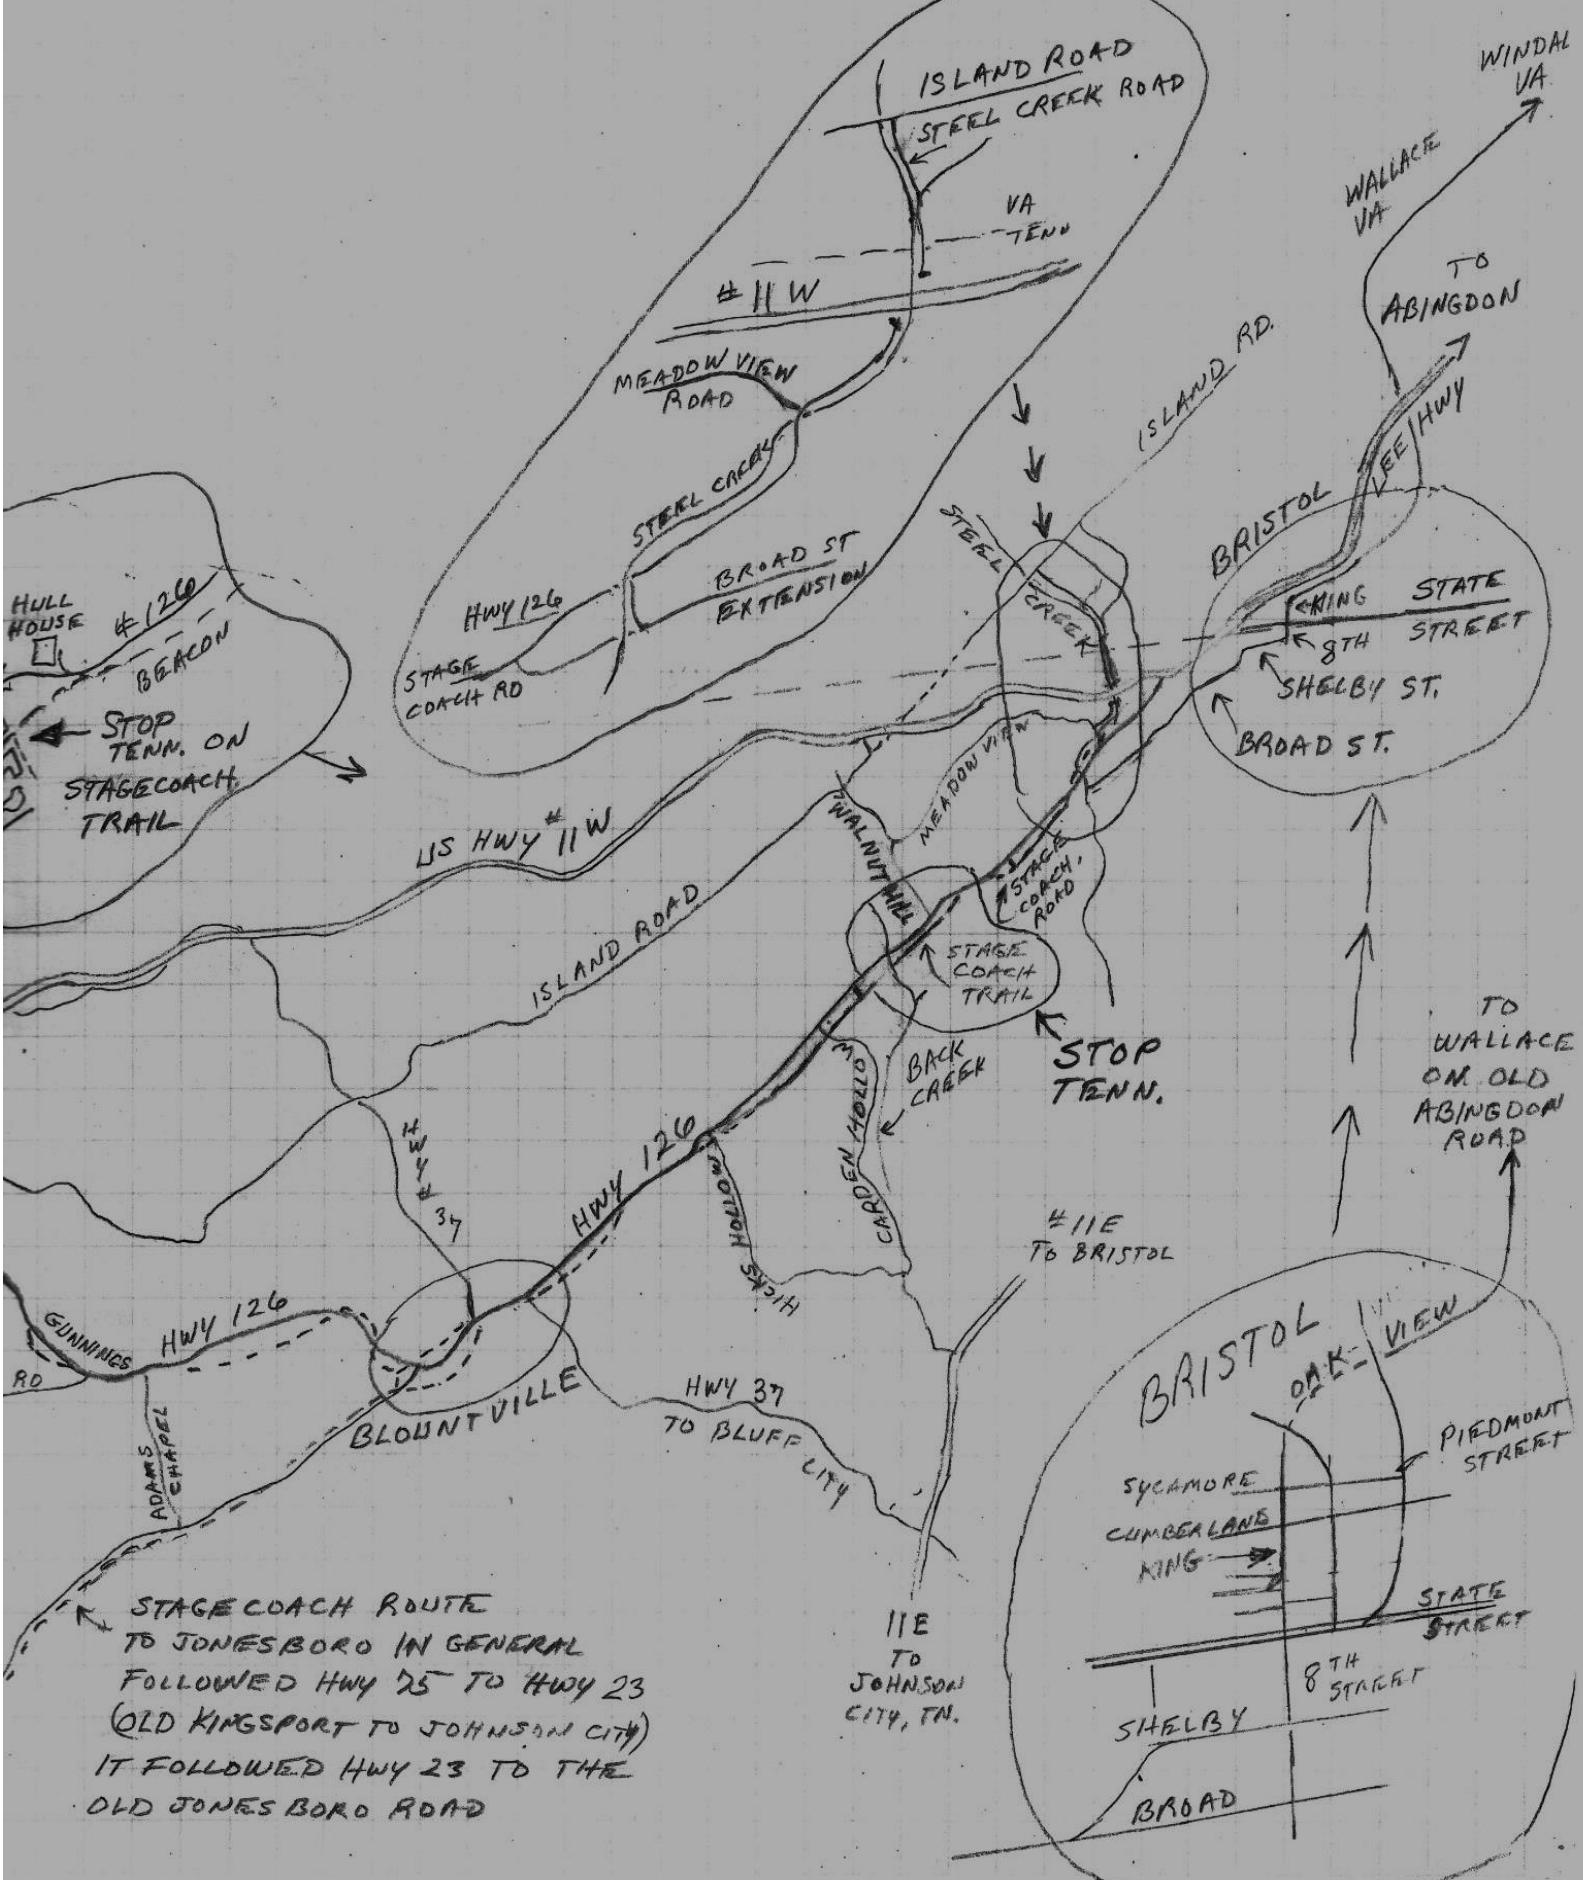 ISLAND ROAD
STEEL CREEK ROAD
VA
TENN
# 11 W
MEADOW VIEW
ROAD
STEEL CREEK
BROAD ST
EXTENSION
HWY 126
STAGE
COACH RD
WINDAL
VA
WALLACE
VA
TO
ABINGDON
LEE HWY
ISLAND RD.
BRISTOL
KING
STATE
STREET
8TH
SHELBY ST.
BROAD ST.
STEEL
CREEK
HULL
HOUSE
# 126
BEACON
STOP
TENN. ON
STAGECOACH
TRAIL
US HWY # 11 W
MEADOW VIEW
WALNUT HILL
STAGE
COACH.
ROAD
STAGE
COACH
TRAIL
STOP
TENN.
ISLAND ROAD
BACK
CREEK
CARDEN HOLLOW
HICKS HOLLOW
HWY 126
HWY # 37
TO
WALLACE
ON OLD
ABINGDON
ROAD
# 11E
TO BRISTOL
GUNNINGS
RD
HWY 126
BLOUNTVILLE
ADAMS
CHAPEL
HWY 37
TO BLUFF
CITY
BRISTOL
OAK VIEW
PIEDMONT
STREET
SYCAMORE
CUMBERLAND
KING
STATE
STREET
8TH
STREET
SHELBY
BROAD
11E
TO
JOHNSON
CITY, TN.
STAGECOACH ROUTE
TO JONESBORO IN GENERAL
FOLLOWED HWY 75 TO HWY 23
(OLD KINGSPORT TO JOHNSON CITY)
IT FOLLOWED HWY 23 TO THE
OLD JONESBORO ROAD